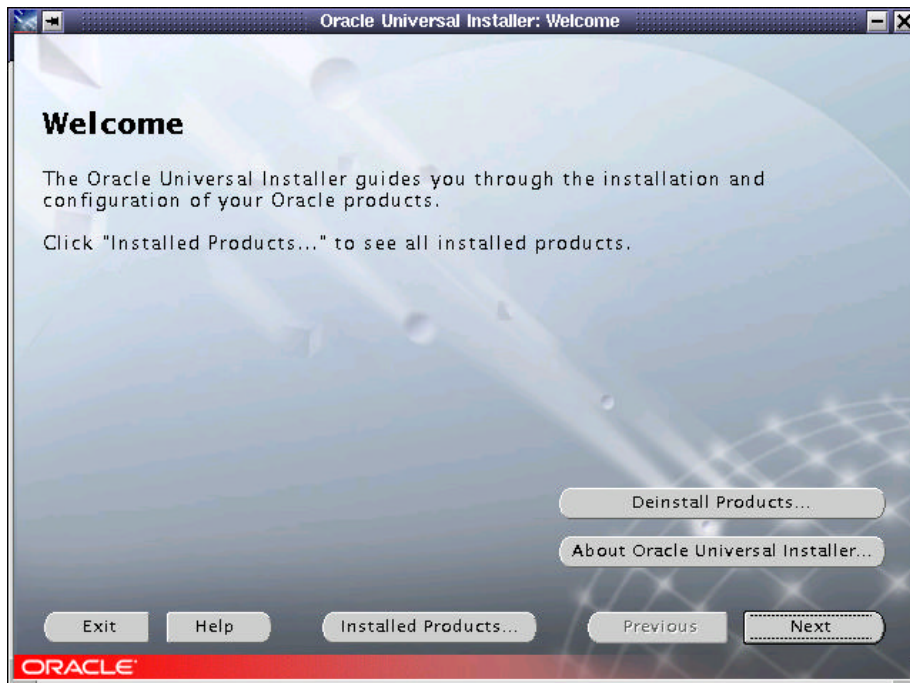 Oracle Universal Installer: Welcome
Welcome
The Oracle Universal Installer guides you through the installation and
configuration of your Oracle products.
Click "Installed Products..." to see all installed products.
Deinstall Products...
About Oracle Universal Installer...
Exit Help Installed Products... Previous Next
ORACLE